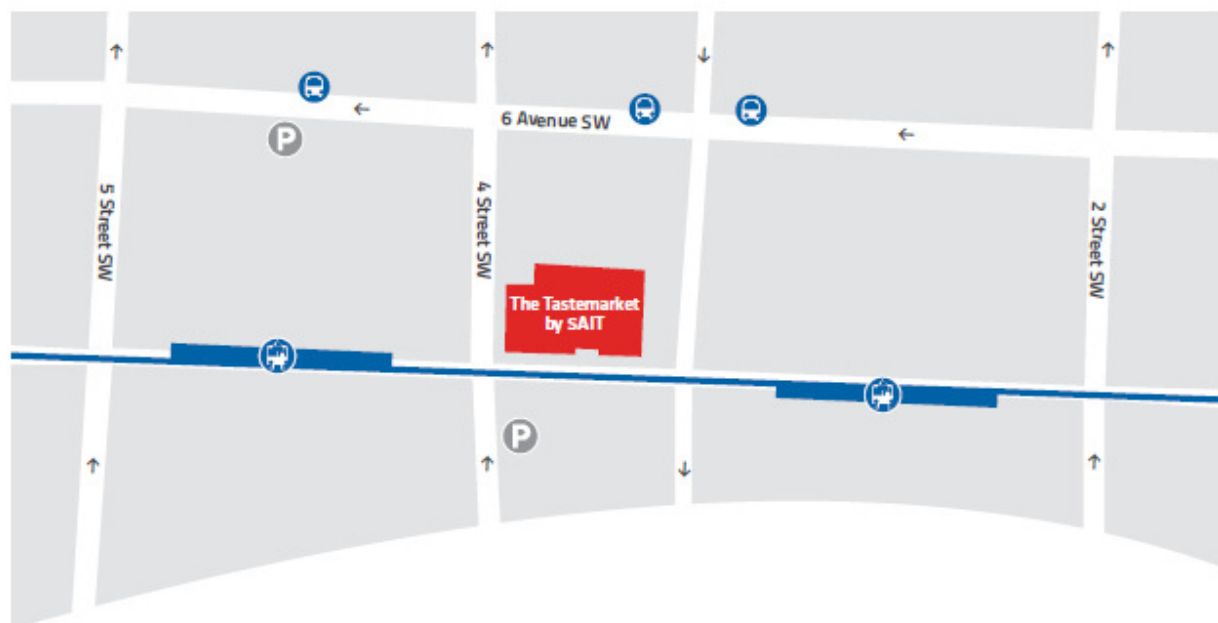 6 Avenue SW
5 Street SW
4 Street SW
2 Street SW
The Tastemarket
by SAIT
P
P